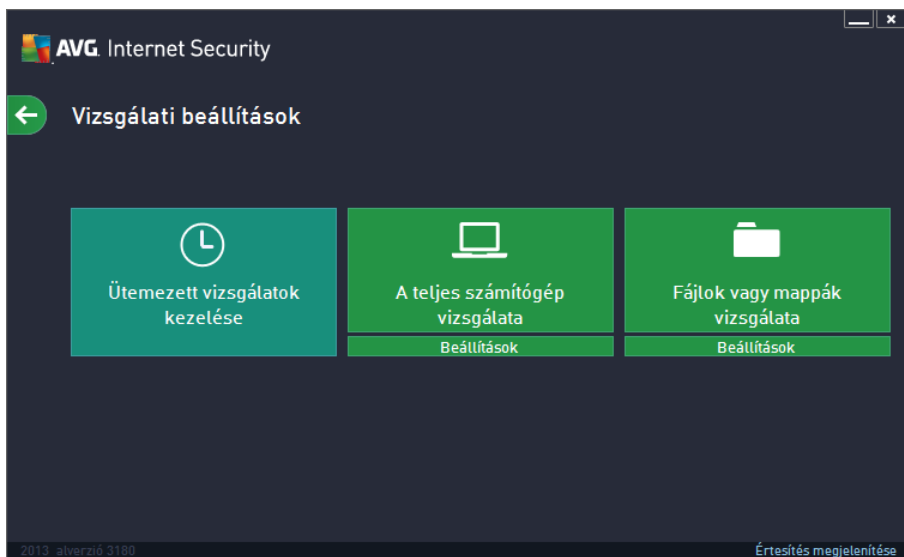 AVG. Internet Security
Vizsgálati beállítások
Ütemezett vizsgálatok
kezelése
A teljes számítógép
vizsgálata
Beállítások
Fájlok vagy mappák
vizsgálata
Beállítások
2013 alverzió 3180
Értesítés megjelenítése